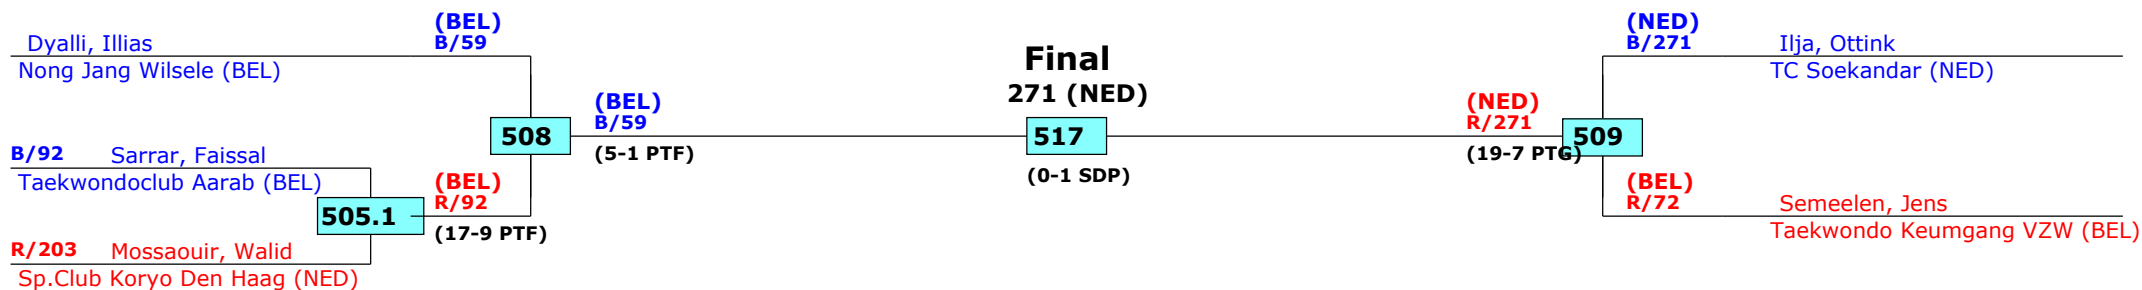 (BEL)
B/59
Dyalli, Illias
Nong Jang Wilsele (BEL)
508
(BEL)
B/59
(5-1 PTF)
B/92 Sarrar, Faissal
Taekwondoclub Aarab (BEL)
505.1
(BEL)
R/92
(17-9 PTF)
R/203 Mossaouir, Walid
Sp.Club Koryo Den Haag (NED)
Final
271 (NED)
517
(0-1 SDP)
(NED)
R/271
(19-7 PTG)
509
(NED)
B/271
Ilja, Ottink
TC Soekandar (NED)
(BEL)
R/72
Semeelen, Jens
Taekwondo Keumgang VZW (BEL)